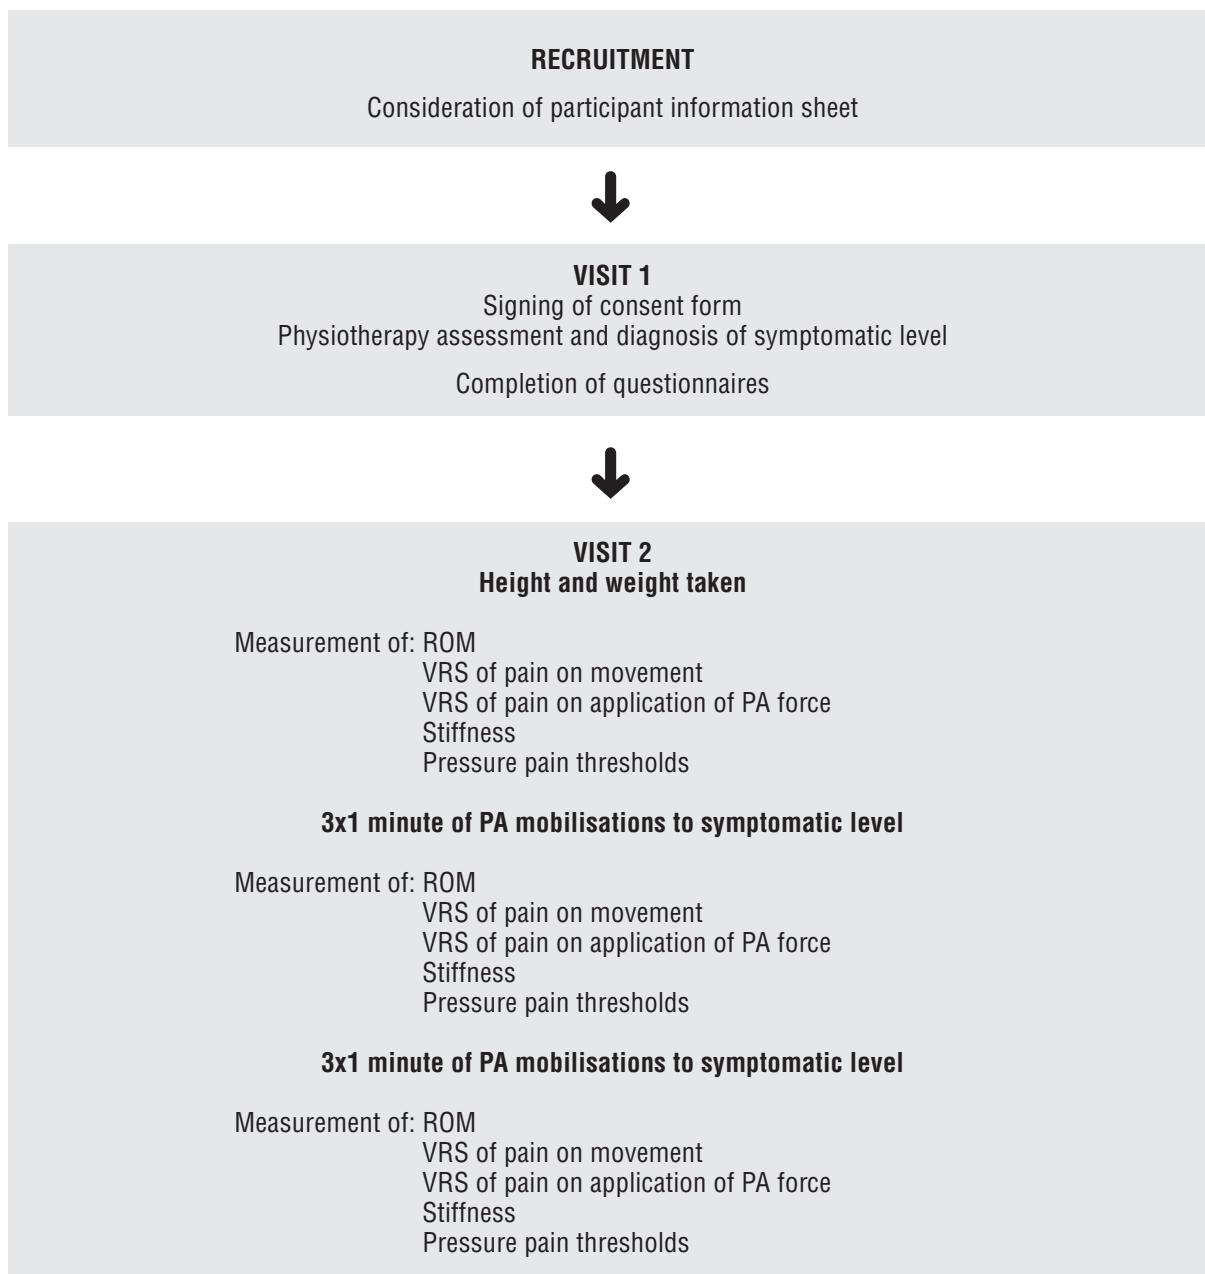 RECRUITMENT
Consideration of participant information sheet
VISIT 1
Signing of consent form
Physiotherapy assessment and diagnosis of symptomatic level
Completion of questionnaires
VISIT 2
Height and weight taken
Measurement of: ROM
VRS of pain on movement
VRS of pain on application of PA force
Stiffness
Pressure pain thresholds
3x1 minute of PA mobilisations to symptomatic level
Measurement of: ROM
VRS of pain on movement
VRS of pain on application of PA force
Stiffness
Pressure pain thresholds
3x1 minute of PA mobilisations to symptomatic level
Measurement of: ROM
VRS of pain on movement
VRS of pain on application of PA force
Stiffness
Pressure pain thresholds